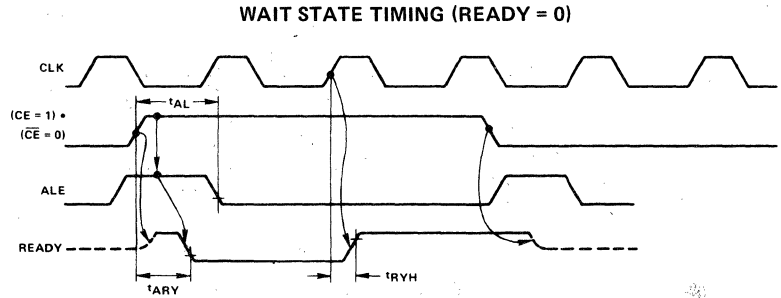 WAIT STATE TIMING (READY = 0)
CLK
tAL
(CE = 1) •
(CE = 0)
ALE
READY
tARY
tRYH